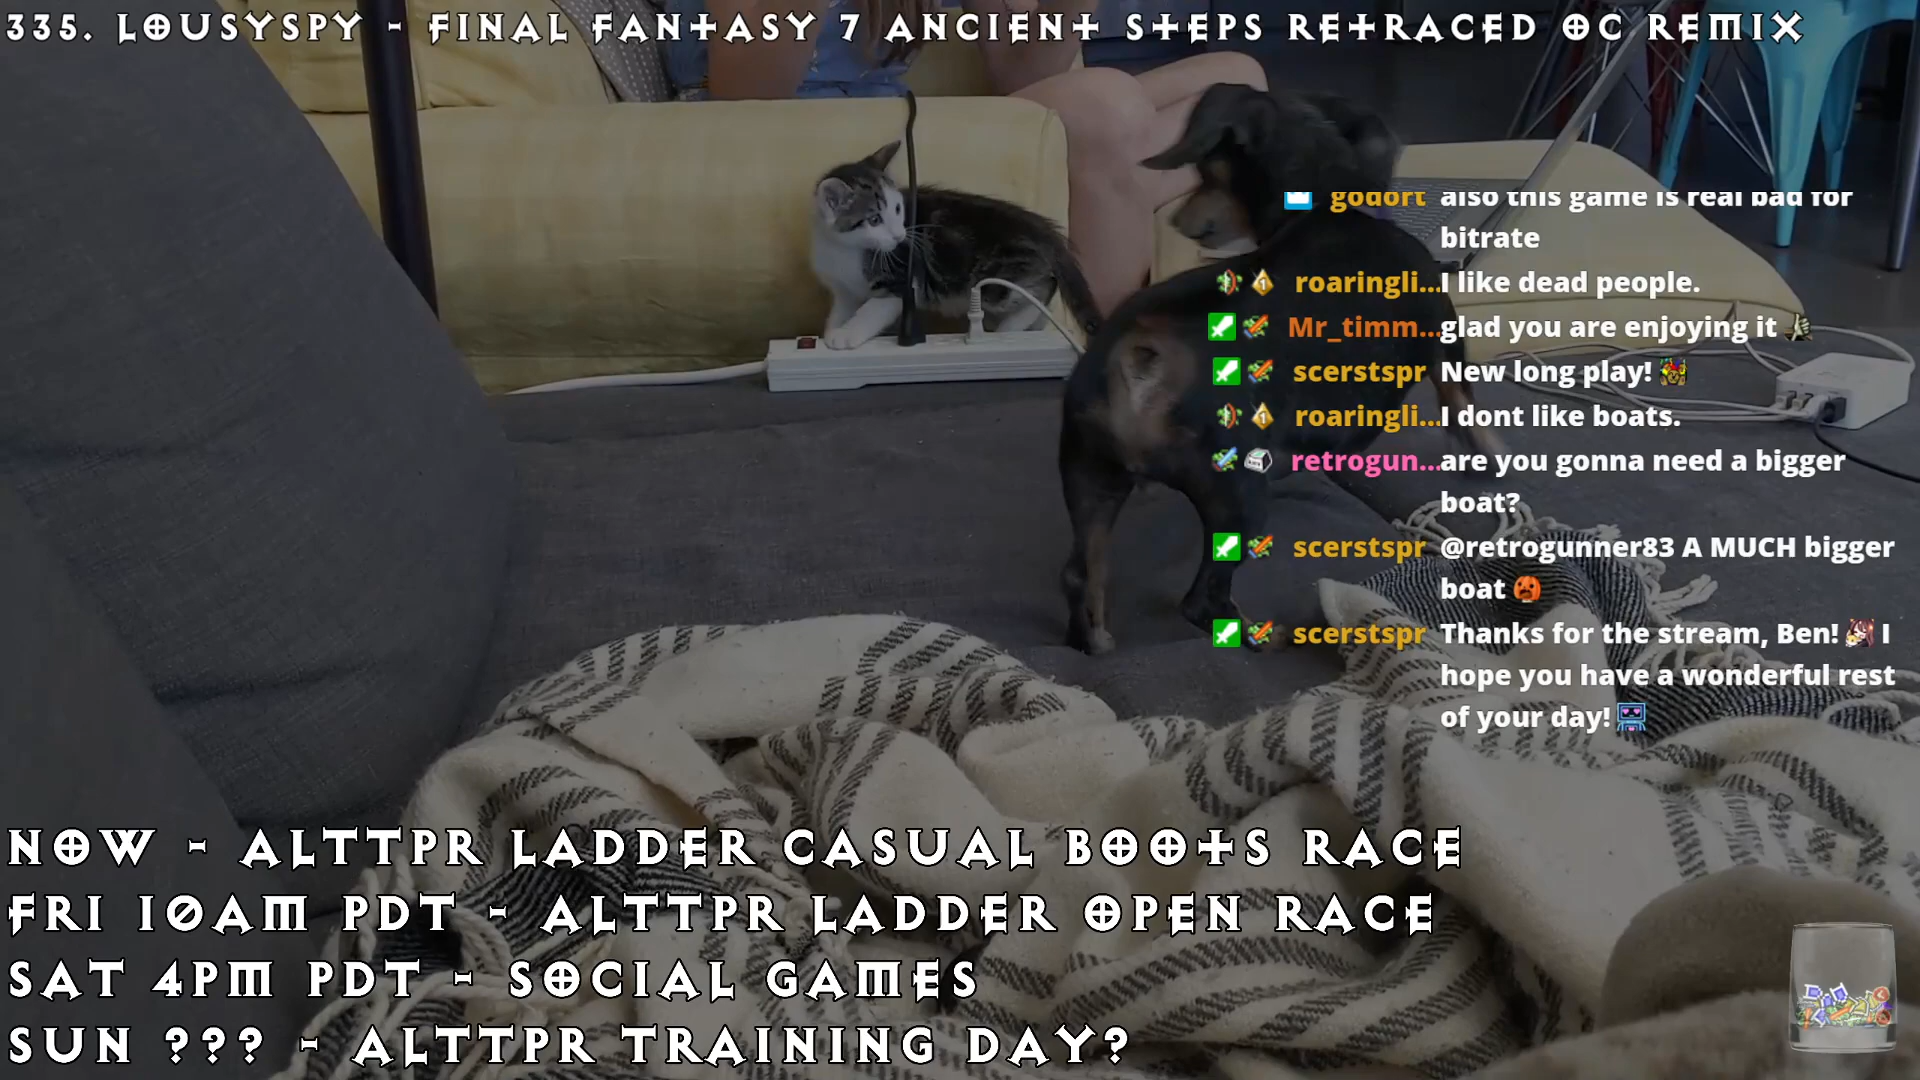 335. LOUSYSPY - FINAL FANTASY 7 ANCIENT STEPS RETRACED OC REMIX
godort also this game is real bad for
bitrate
roaringli... I like dead people.
Mr_timm... glad you are enjoying it
scerstspr New long play!
roaringli... I dont like boats.
retrogun... are you gonna need a bigger
boat?
scerstspr @retrogunner83 A MUCH bigger
boat
scerstspr Thanks for the stream, Ben! I
hope you have a wonderful rest
of your day!
NOW - ALTTPR LADDER CASUAL BOOTS RACE
FRI 10AM PDT - ALTTPR LADDER OPEN RACE
SAT 4PM PDT - SOCIAL GAMES
SUN ??? - ALTTPR TRAINING DAY?